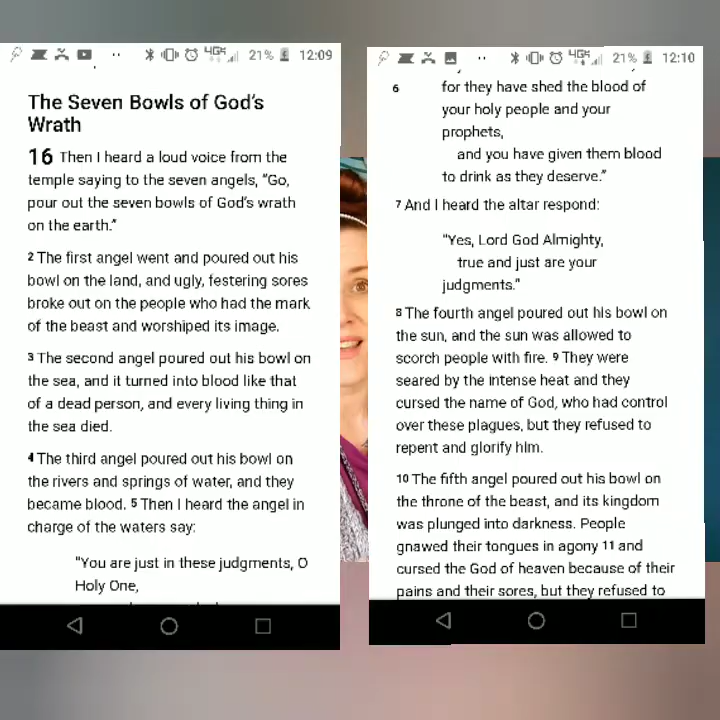 4G 21% 12:09
The Seven Bowls of God's
Wrath
16 Then I heard a loud voice from the
temple saying to the seven angels, "Go,
pour out the seven bowls of God's wrath
on the earth."
2 The first angel went and poured out his
bowl on the land, and ugly, festering sores
broke out on the people who had the mark
of the beast and worshiped its image.
3 The second angel poured out his bowl on
the sea, and it turned into blood like that
of a dead person, and every living thing in
the sea died.
4 The third angel poured out his bowl on
the rivers and springs of water, and they
became blood. 5 Then I heard the angel in
charge of the waters say:
"You are just in these judgments, O
Holy One,
4G 21% 12:10
6 for they have shed the blood of
your holy people and your
prophets,
and you have given them blood
to drink as they deserve."
7 And I heard the altar respond:
"Yes, Lord God Almighty,
true and just are your
judgments."
8 The fourth angel poured out his bowl on
the sun, and the sun was allowed to
scorch people with fire. 9 They were
seared by the intense heat and they
cursed the name of God, who had control
over these plagues, but they refused to
repent and glorify him.
10 The fifth angel poured out his bowl on
the throne of the beast, and its kingdom
was plunged into darkness. People
gnawed their tongues in agony 11 and
cursed the God of heaven because of their
pains and their sores, but they refused to